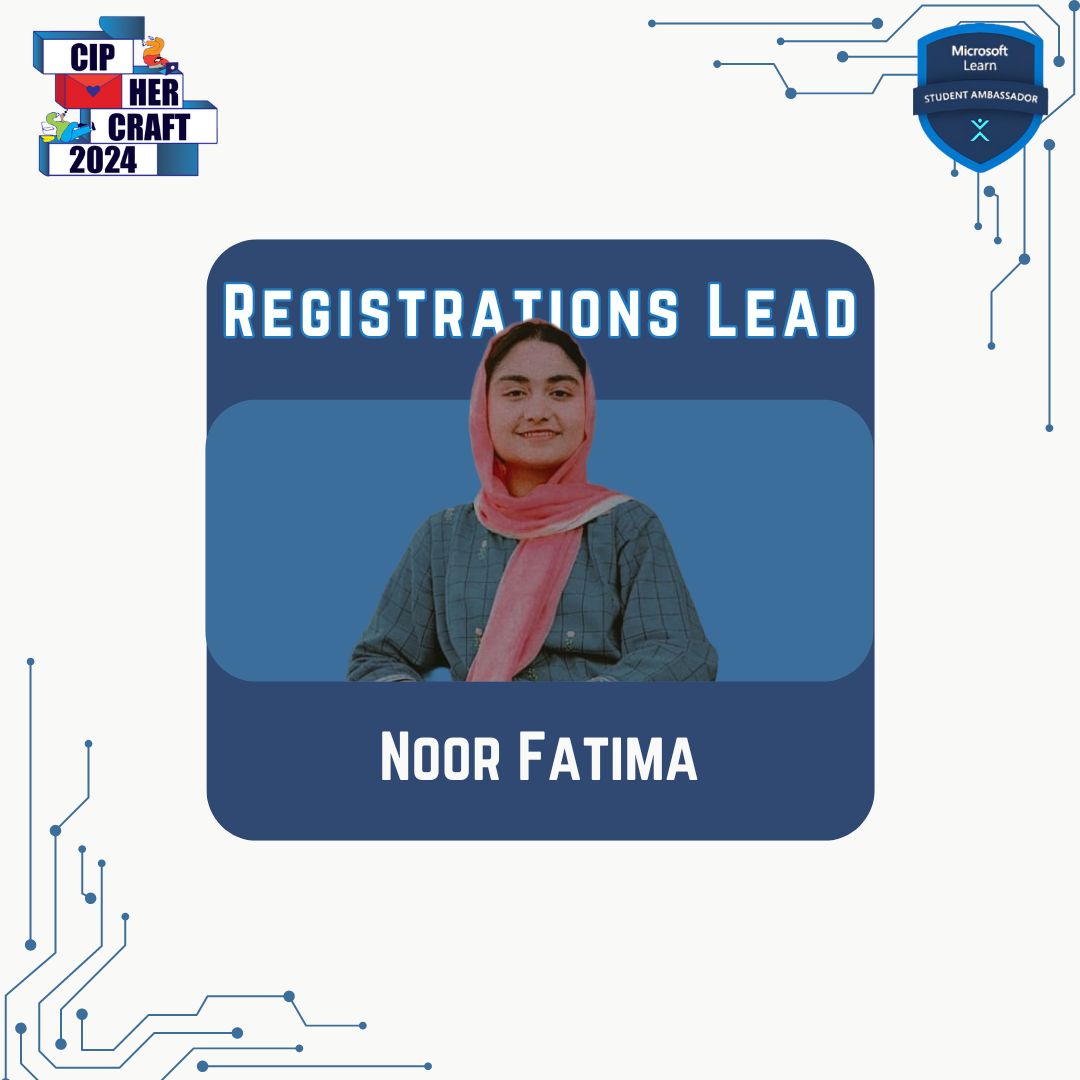 CIP
HER
CRAFT
2024
Microsoft
Learn
STUDENT AMBASSADOR
REGISTRATIONS LEAD
NOOR FATIMA